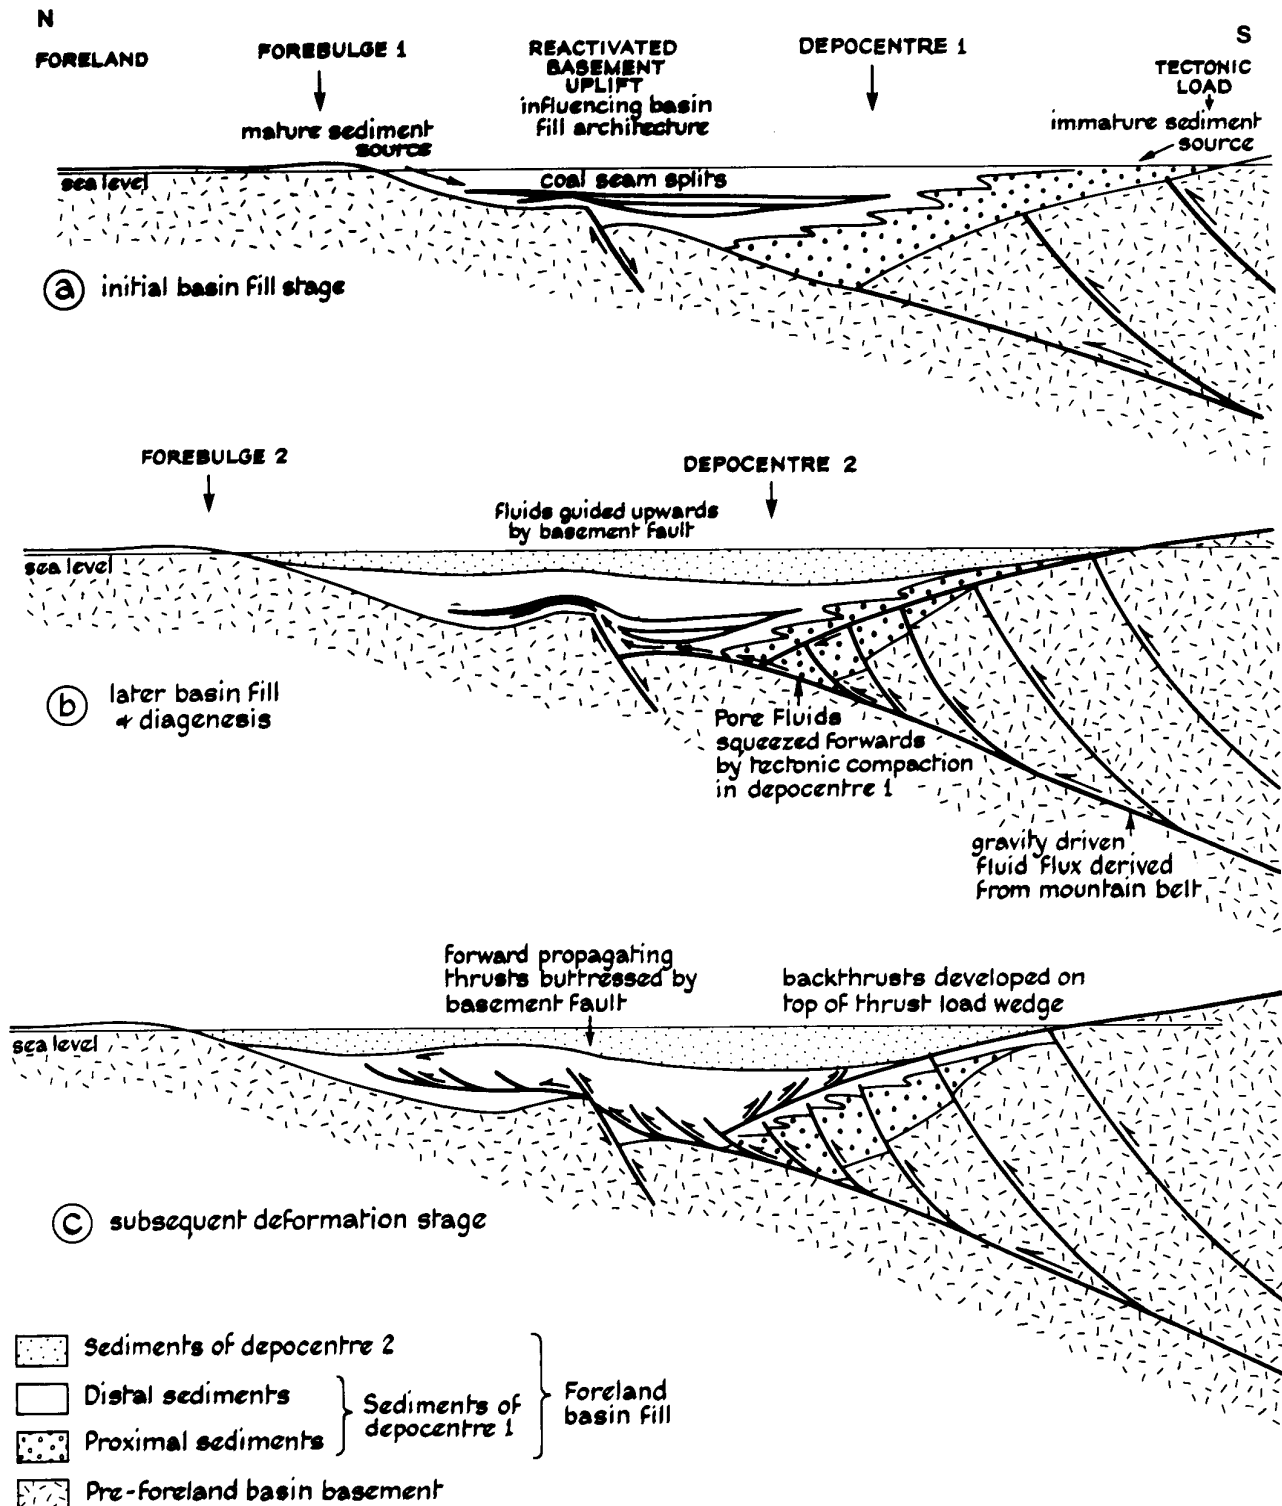 N
S
FORELAND
FOREBULGE 1
REACTIVATED
BASEMENT
UPLIFT
influencing basin
fill architecture
DEPOCENTRE 1
TECTONIC
LOAD
mature sediment
source
immature sediment
source
sea level
coal seam splits
a initial basin fill stage
FOREBULGE 2
DEPOCENTRE 2
fluids guided upwards
by basement fault
sea level
b later basin fill
& diagenesis
Pore fluids
squeezed forwards
by tectonic compaction
in depocentre 1
gravity driven
fluid flux derived
from mountain belt
forward propagating
thrusts buttressed by
basement fault
backthrusts developed on
top of thrust load wedge
sea level
c subsequent deformation stage
Sediments of depocentre 2
Distal sediments
Proximal sediments
Sediments of
depocentre 1
Foreland
basin fill
Pre-foreland basin basement